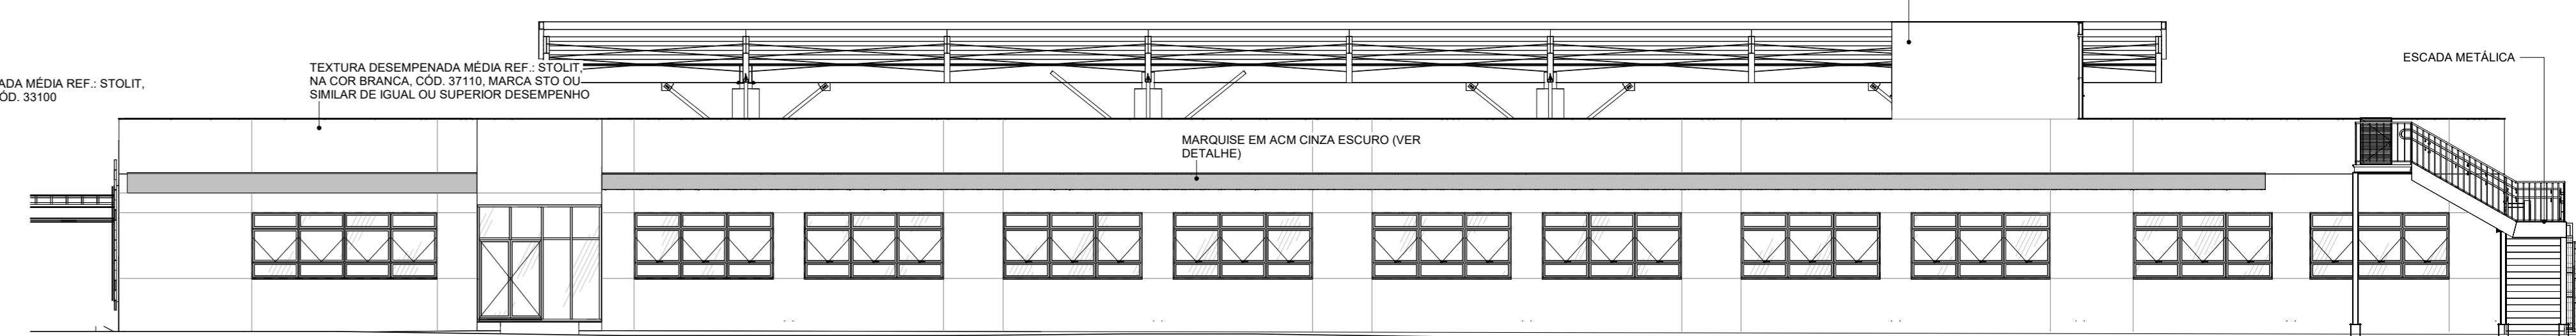 ADA MÉDIA REF.: STOLIT,
ÓD. 33100
TEXTURA DESEMPENADA MÉDIA REF.: STOLIT,
NA COR BRANCA, CÓD. 37110, MARCA STO OU
SIMILAR DE IGUAL OU SUPERIOR DESEMPENHO
MARQUISE EM ACM CINZA ESCURO (VER
DETALHE)
ESCADA METÁLICA